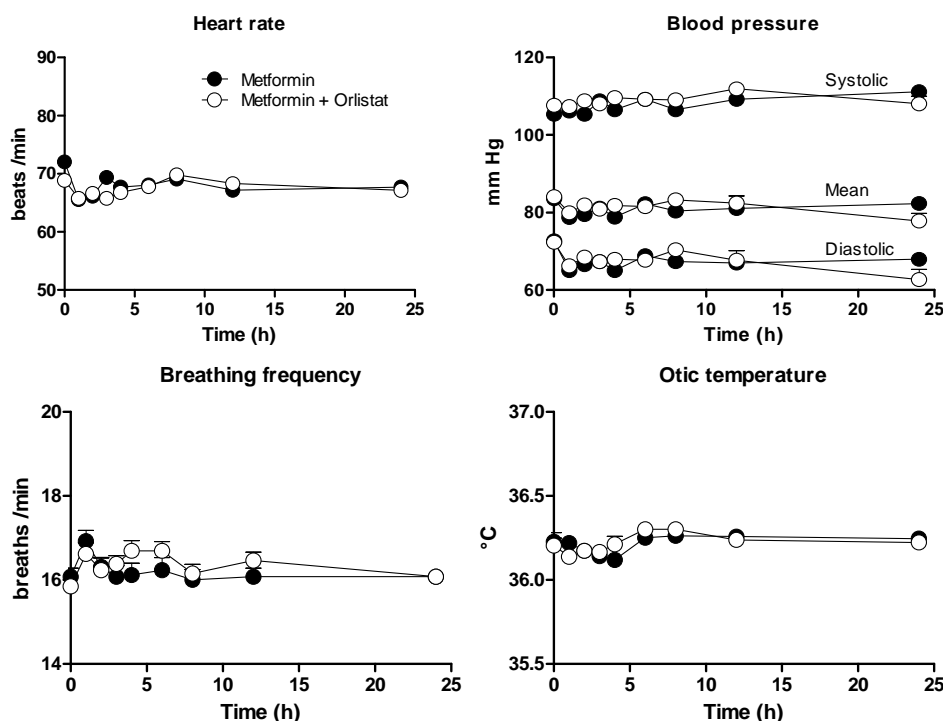 Heart rate
90
80
70
60
50
beats /min
Metformin
Metformin + Orlistat
0 5 10 15 20 25
Time (h)
Blood pressure
120
100
80
60
mm Hg
Systolic
Mean
Diastolic
0 5 10 15 20 25
Time (h)
Breathing frequency
20
18
16
14
breaths /min
0 5 10 15 20 25
Time (h)
Otic temperature
37.0
36.5
36.0
35.5
°C
0 5 10 15 20 25
Time (h)